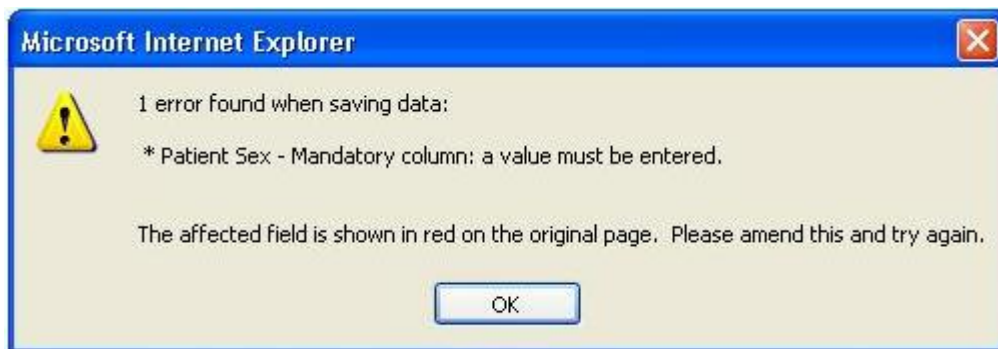 Microsoft Internet Explorer
1 error found when saving data:
* Patient Sex - Mandatory column: a value must be entered.
The affected field is shown in red on the original page.  Please amend this and try again.
OK